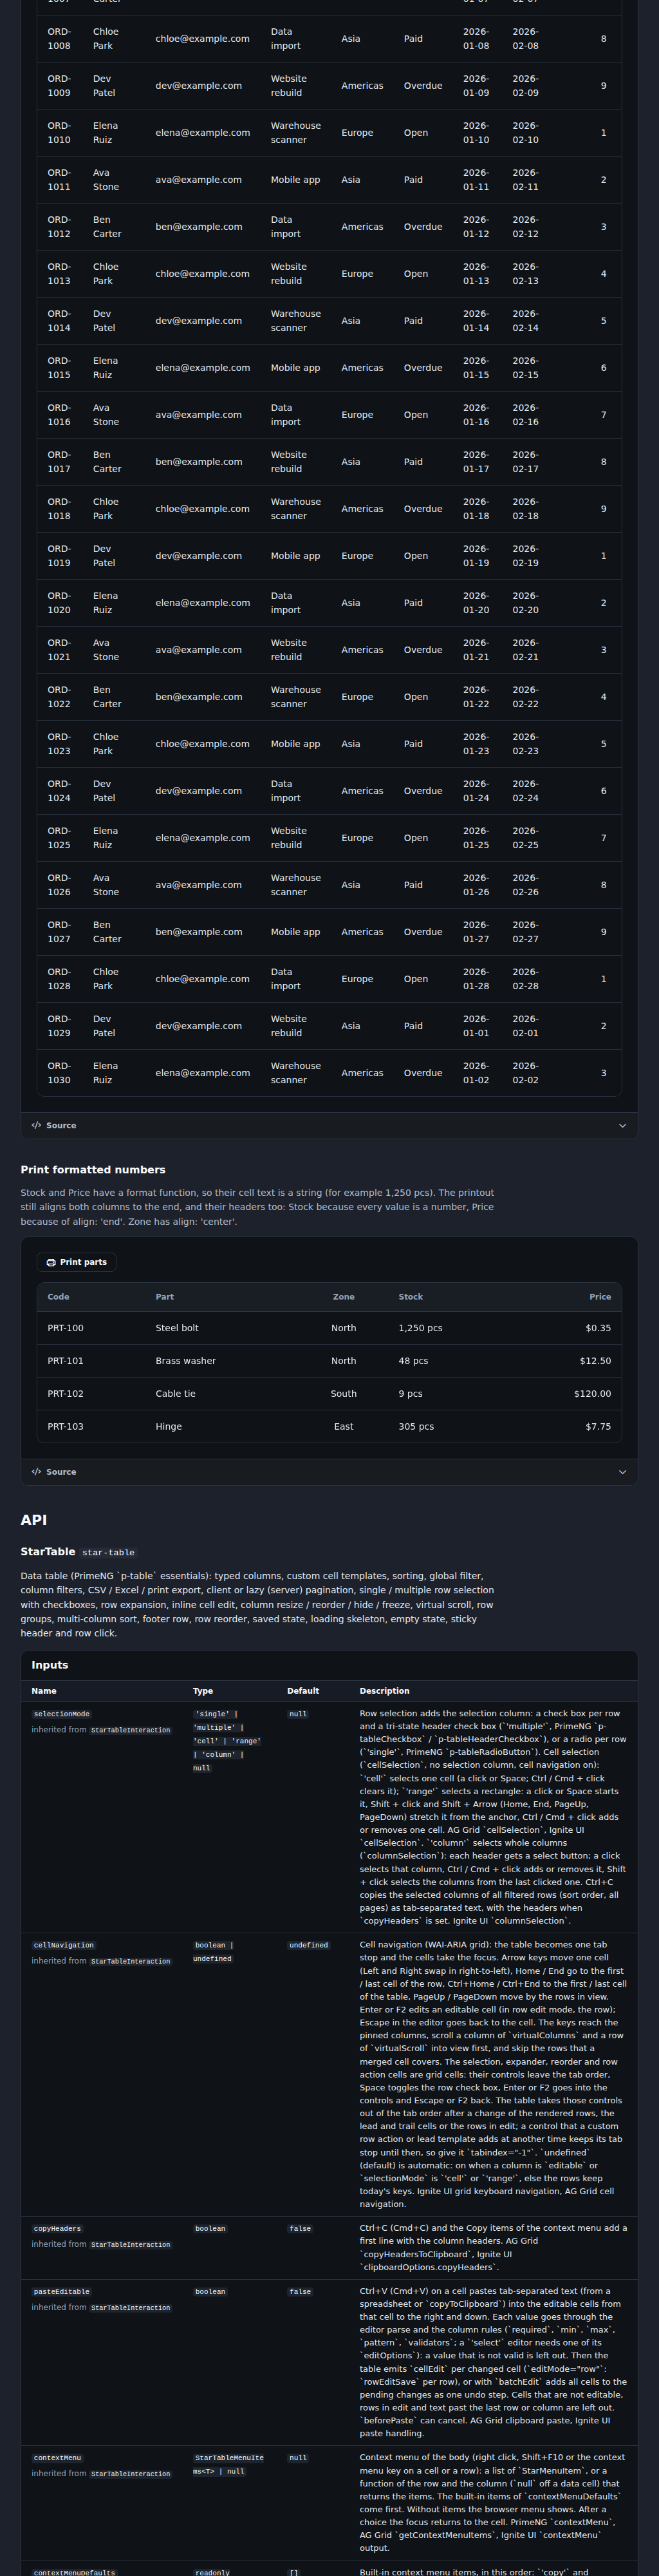 ORD- Chloe chloe@example.com Data Asia Paid 2026- 2026- 8
1008 Park import 01-08 02-08
ORD- Dev dev@example.com Website Americas Overdue 2026- 2026- 9
1009 Patel rebuild 01-09 02-09
ORD- Elena elena@example.com Warehouse Europe Open 2026- 2026- 1
1010 Ruiz scanner 01-10 02-10
ORD- Ava ava@example.com Mobile app Asia Paid 2026- 2026- 2
1011 Stone 01-11 02-11
ORD- Ben ben@example.com Data Americas Overdue 2026- 2026- 3
1012 Carter import 01-12 02-12
ORD- Chloe chloe@example.com Website Europe Open 2026- 2026- 4
1013 Park rebuild 01-13 02-13
ORD- Dev dev@example.com Warehouse Asia Paid 2026- 2026- 5
1014 Patel scanner 01-14 02-14
ORD- Elena elena@example.com Mobile app Americas Overdue 2026- 2026- 6
1015 Ruiz 01-15 02-15
ORD- Ava ava@example.com Data Europe Open 2026- 2026- 7
1016 Stone import 01-16 02-16
ORD- Ben ben@example.com Website Asia Paid 2026- 2026- 8
1017 Carter rebuild 01-17 02-17
ORD- Chloe chloe@example.com Warehouse Americas Overdue 2026- 2026- 9
1018 Park scanner 01-18 02-18
ORD- Dev dev@example.com Mobile app Europe Open 2026- 2026- 1
1019 Patel 01-19 02-19
ORD- Elena elena@example.com Data Asia Paid 2026- 2026- 2
1020 Ruiz import 01-20 02-20
ORD- Ava ava@example.com Website Americas Overdue 2026- 2026- 3
1021 Stone rebuild 01-21 02-21
ORD- Ben ben@example.com Warehouse Europe Open 2026- 2026- 4
1022 Carter scanner 01-22 02-22
ORD- Chloe chloe@example.com Mobile app Asia Paid 2026- 2026- 5
1023 Park 01-23 02-23
ORD- Dev dev@example.com Data Americas Overdue 2026- 2026- 6
1024 Patel import 01-24 02-24
ORD- Elena elena@example.com Website Europe Open 2026- 2026- 7
1025 Ruiz rebuild 01-25 02-25
ORD- Ava ava@example.com Warehouse Asia Paid 2026- 2026- 8
1026 Stone scanner 01-26 02-26
ORD- Ben ben@example.com Mobile app Americas Overdue 2026- 2026- 9
1027 Carter 01-27 02-27
ORD- Chloe chloe@example.com Data Europe Open 2026- 2026- 1
1028 Park import 01-28 02-28
ORD- Dev dev@example.com Website Asia Paid 2026- 2026- 2
1029 Patel rebuild 01-01 02-01
ORD- Elena elena@example.com Warehouse Americas Overdue 2026- 2026- 3
1030 Ruiz scanner 01-02 02-02
Source
Print formatted numbers
Stock and Price have a format function, so their cell text is a string (for example 1,250 pcs). The printout
still aligns both columns to the end, and their headers too: Stock because every value is a number, Price
because of align: 'end'. Zone has align: 'center'.
Print parts
Code Part Zone Stock Price
PRT-100 Steel bolt North 1,250 pcs $0.35
PRT-101 Brass washer North 48 pcs $12.50
PRT-102 Cable tie South 9 pcs $120.00
PRT-103 Hinge East 305 pcs $7.75
Source
API
StarTable star-table
Data table (PrimeNG `p-table` essentials): typed columns, custom cell templates, sorting, global filter,
column filters, CSV / Excel / print export, client or lazy (server) pagination, single / multiple row selection
with checkboxes, row expansion, inline cell edit, column resize / reorder / hide / freeze, virtual scroll, row
groups, multi-column sort, footer row, row reorder, saved state, loading skeleton, empty state, sticky
header and row click.
Inputs
Name Type Default Description
selectionMode
inherited from StarTableInteraction
'single' |
'multiple' |
'cell' | 'range'
| 'column' |
null
null
Row selection adds the selection column: a check box per row
and a tri-state header check box (`'multiple'`, PrimeNG `p-
tableCheckbox` / `p-tableHeaderCheckbox`), or a radio per row
(`'single'`, PrimeNG `p-tableRadioButton`). Cell selection
(`cellSelection`, no selection column, cell navigation on):
`'cell'` selects one cell (a click or Space; Ctrl / Cmd + click
clears it); `'range'` selects a rectangle: a click or Space starts
it, Shift + click and Shift + Arrow (Home, End, PageUp,
PageDown) stretch it from the anchor, Ctrl / Cmd + click adds
or removes one cell. AG Grid `cellSelection`, Ignite UI
`cellSelection`. `'column'` selects whole columns
(`columnSelection`): each header gets a select button; a click
selects that column, Ctrl / Cmd + click adds or removes it, Shift
+ click selects the columns from the last clicked one. Ctrl+C
copies the selected columns of all filtered rows (sort order, all
pages) as tab-separated text, with the headers when
`copyHeaders` is set. Ignite UI `columnSelection`.
cellNavigation
inherited from StarTableInteraction
boolean |
undefined
undefined
Cell navigation (WAI-ARIA grid): the table becomes one tab
stop and the cells take the focus. Arrow keys move one cell
(Left and Right swap in right-to-left), Home / End go to the first
/ last cell of the row, Ctrl+Home / Ctrl+End to the first / last cell
of the table, PageUp / PageDown move by the rows in view.
Enter or F2 edits an editable cell (in row edit mode, the row);
Escape in the editor goes back to the cell. The keys reach the
pinned columns, scroll a column of `virtualColumns` and a row
of `virtualScroll` into view first, and skip the rows that a
merged cell covers. The selection, expander, reorder and row
action cells are grid cells: their controls leave the tab order,
Space toggles the row check box, Enter or F2 goes into the
controls and Escape or F2 back. The table takes those controls
out of the tab order after a change of the rendered rows, the
lead and trail cells or the rows in edit; a control that a custom
row action or lead template adds at another time keeps its tab
stop until then, so give it `tabindex="-1"`. `undefined`
(default) is automatic: on when a column is `editable` or
`selectionMode` is `'cell'` or `'range'`, else the rows keep
today's keys. Ignite UI grid keyboard navigation, AG Grid cell
navigation.
copyHeaders
inherited from StarTableInteraction
boolean
false
Ctrl+C (Cmd+C) and the Copy items of the context menu add a
first line with the column headers. AG Grid
`copyHeadersToClipboard`, Ignite UI
`clipboardOptions.copyHeaders`.
pasteEditable
inherited from StarTableInteraction
boolean
false
Ctrl+V (Cmd+V) on a cell pastes tab-separated text (from a
spreadsheet or `copyToClipboard`) into the editable cells from
that cell to the right and down. Each value goes through the
editor parse and the column rules (`required`, `min`, `max`,
`pattern`, `validators`; a `'select'` editor needs one of its
`editOptions`): a value that is not valid is left out. Then the
table emits `cellEdit` per changed cell (`editMode="row"`:
`rowEditSave` per row), or with `batchEdit` adds all cells to the
pending changes as one undo step. Cells that are not editable,
rows in edit and text past the last row or column are left out.
`beforePaste` can cancel. AG Grid clipboard paste, Ignite UI
paste handling.
contextMenu
inherited from StarTableInteraction
StarTableMenuIte
ms<T> | null
null
Context menu of the body (right click, Shift+F10 or the context
menu key on a cell or a row): a list of `StarMenuItem`, or a
function of the row and the column (`null` off a data cell) that
returns the items. The built-in items of `contextMenuDefaults`
come first. Without items the browser menu shows. After a
choice the focus returns to the cell. PrimeNG `contextMenu`,
AG Grid `getContextMenuItems`, Ignite UI `contextMenu`
output.
contextMenuDefaults readonly [] Built-in context menu items, in this order: `'copy'` and